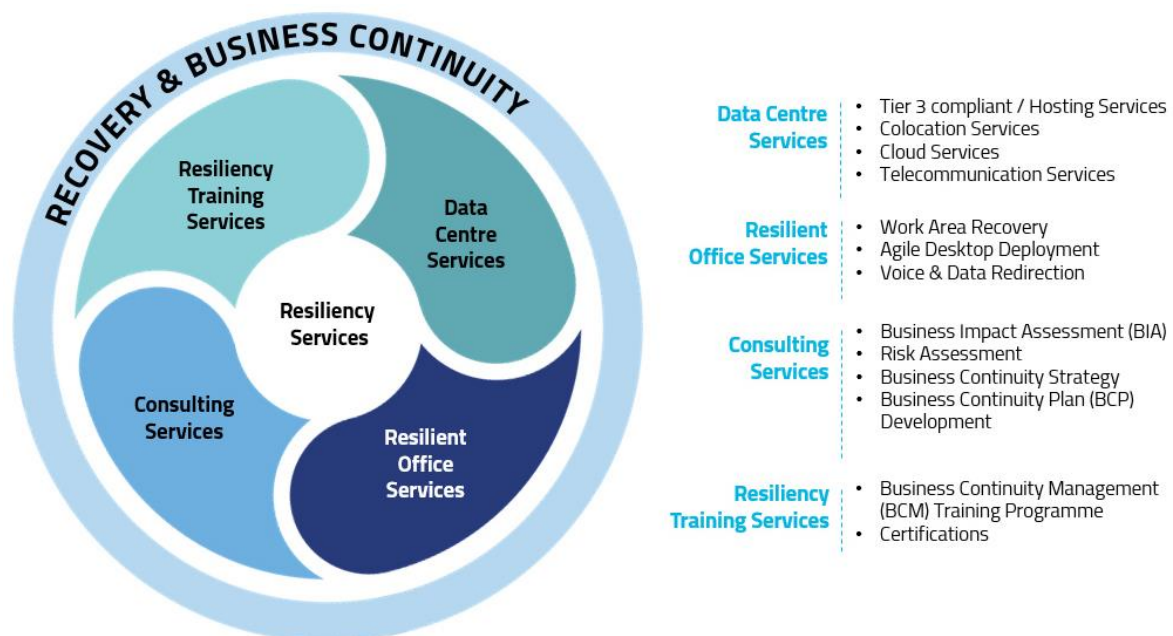 RECOVERY & BUSINESS CONTINUITY
Resiliency
Training
Services
Data
Centre
Services
Resiliency
Services
Consulting
Services
Resilient
Office
Services
Data Centre
Services
• Tier 3 compliant / Hosting Services
• Colocation Services
• Cloud Services
• Telecommunication Services
Resilient
Office Services
• Work Area Recovery
• Agile Desktop Deployment
• Voice & Data Redirection
Consulting
Services
• Business Impact Assessment (BIA)
• Risk Assessment
• Business Continuity Strategy
• Business Continuity Plan (BCP)
Development
Resiliency
Training Services
• Business Continuity Management
(BCM) Training Programme
• Certifications